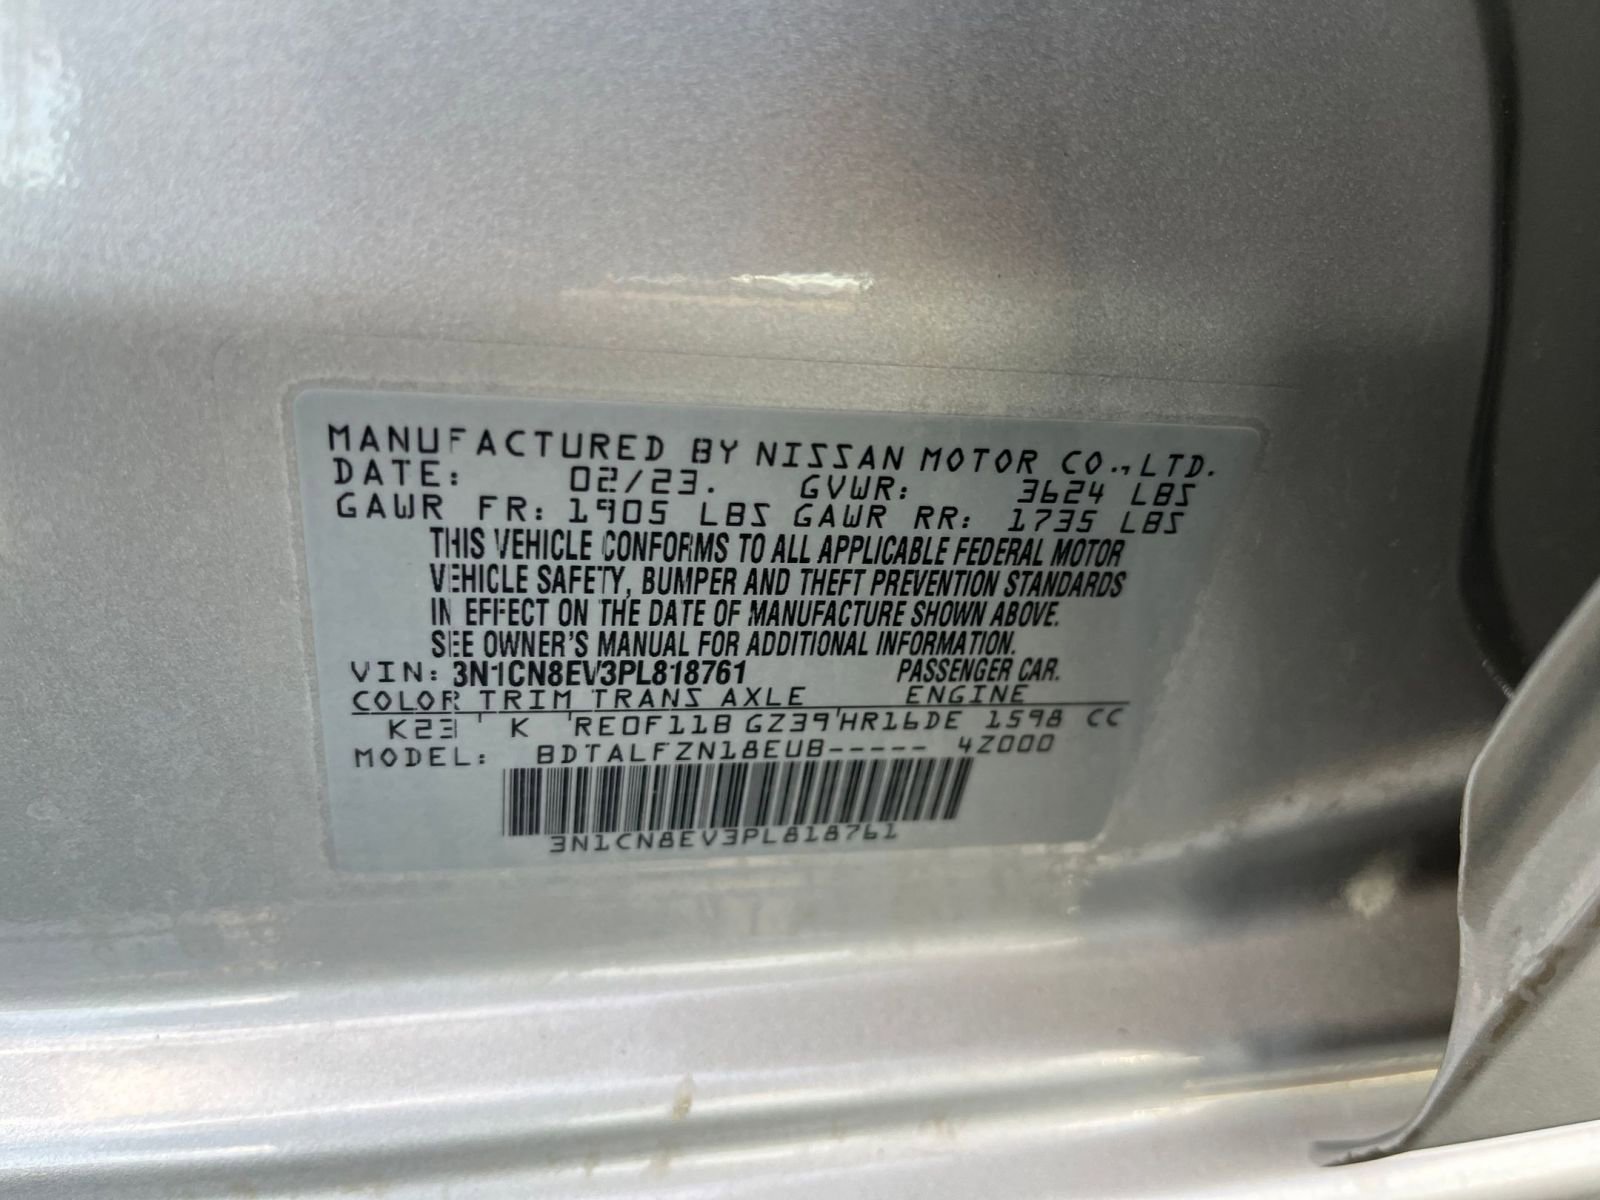 MANUFACTURED BY NISSAN MOTOR CO.,LTD.
DATE: 02/23. GVWR: 3624 LBS
GAWR FR: 1905 LBS GAWR RR: 1735 LBS
THIS VEHICLE CONFORMS TO ALL APPLICABLE FEDERAL MOTOR
VEHICLE SAFETY, BUMPER AND THEFT PREVENTION STANDARDS
IN EFFECT ON THE DATE OF MANUFACTURE SHOWN ABOVE.
SEE OWNER'S MANUAL FOR ADDITIONAL INFORMATION.
VIN: 3N1CN8EV3PL818761 PASSENGER CAR.
COLOR TRIM TRANS AXLE ENGINE
K23 K RE0F11B GZ39 HR16DE 1598 CC
MODEL: BDTALFZN18EUB----- 4Z000
3N1CN8EV3PL818761